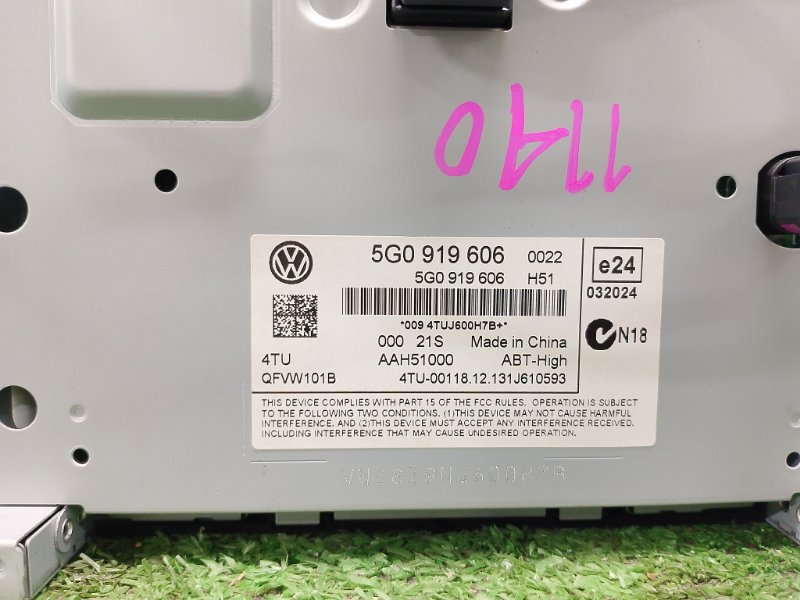 1140
5G0 919 606 0022
5G0 919 606 H51
*009 4TUJ600H7B+*
000 21S Made in China
4TU AAH51000 ABT-High
QFVW101B 4TU-00118.12.131J610593
e24
032024
N18
THIS DEVICE COMPLIES WITH PART 15 OF THE FCC RULES. OPERATION IS SUBJECT
TO THE FOLLOWING TWO CONDITIONS. (1)THIS DEVICE MAY NOT CAUSE HARMFUL
INTERFERENCE. AND (2)THIS DEVICE MUST ACCEPT ANY INTERFERENCE RECEIVED.
INCLUDING INTERFERENCE THAT MAY CAUSE UNDESIRED OPERATION.